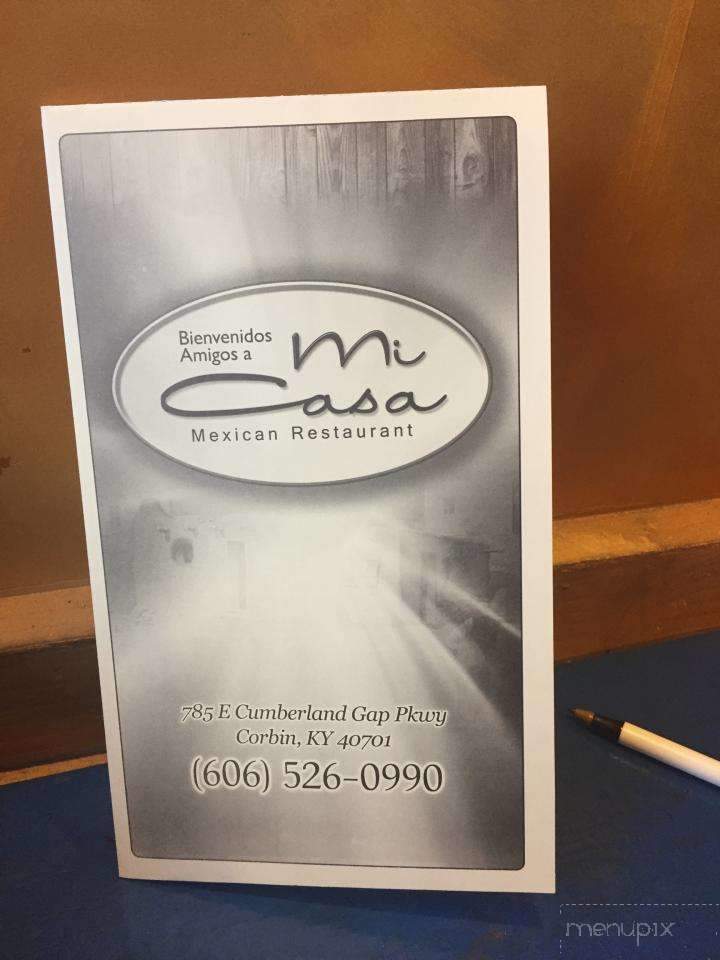 Bienvenidos
Amigos a
Mi
Casa
Mexican Restaurant
785 E Cumberland Gap Pkwy
Corbin, KY 40701
(606) 526-0990
menupix